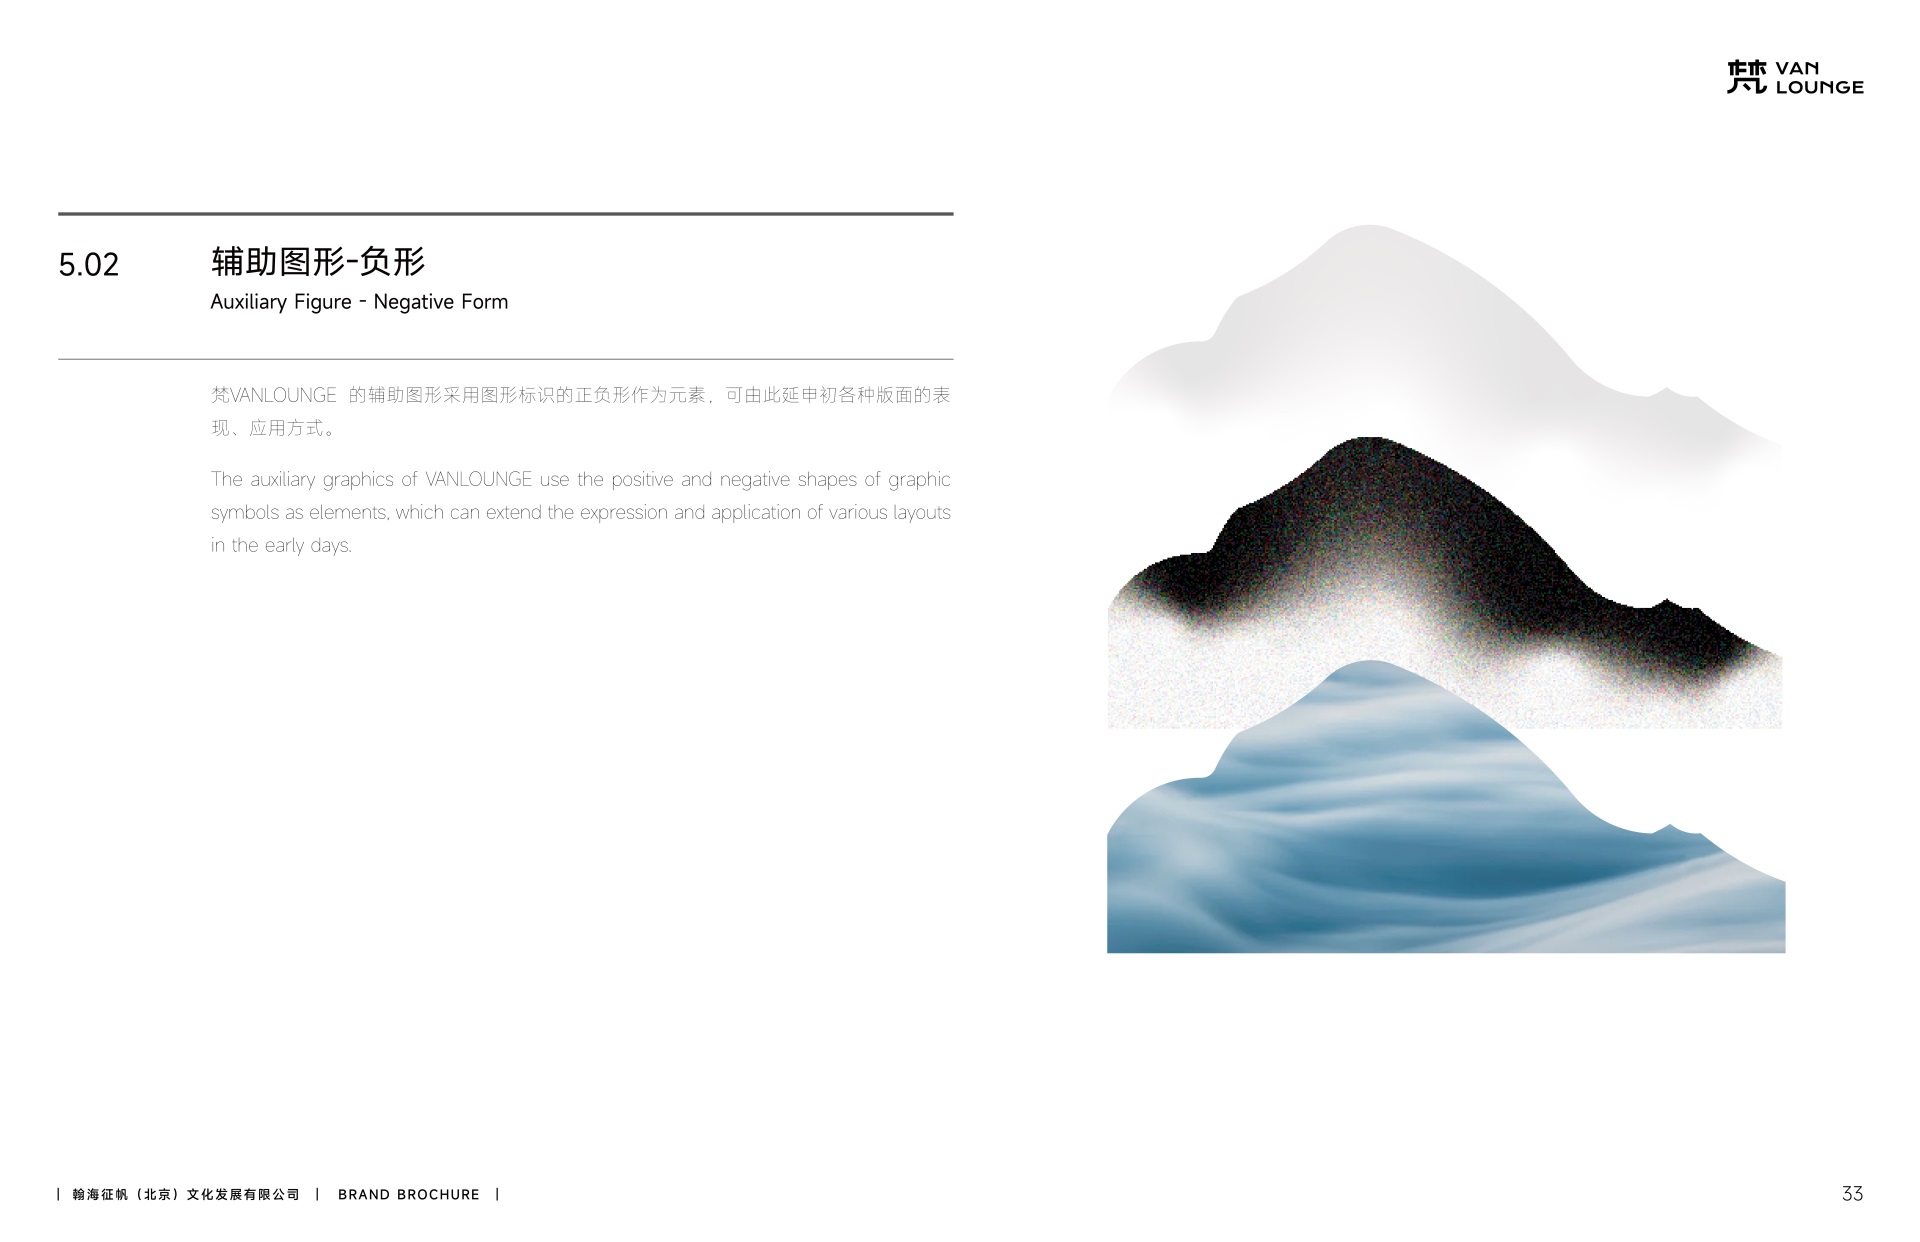 梵 VAN
LOUNGE
5.02
辅助图形-负形
Auxiliary Figure - Negative Form
梵VANLOUNGE 的辅助图形采用图形标识的正负形作为元素，可由此延申初各种版面的表
现、应用方式。
The auxiliary graphics of VANLOUNGE use the positive and negative shapes of graphic
symbols as elements, which can extend the expression and application of various layouts
in the early days.
| 翰海征帆（北京）文化发展有限公司 | BRAND BROCHURE |
33